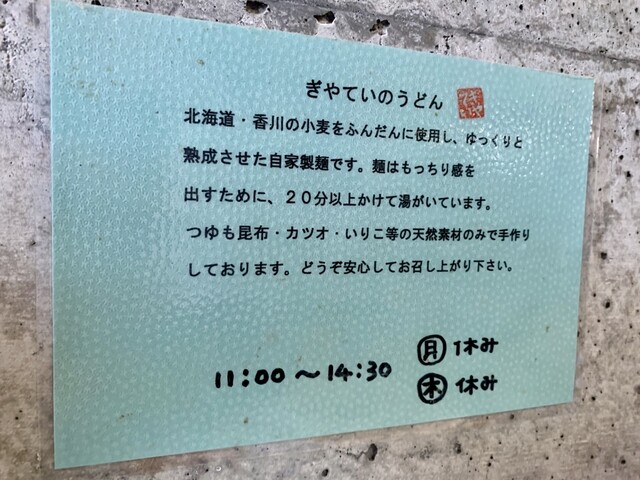 ぎやていのうどん
北海道・香川の小麦をふんだんに使用し、ゆっくりと
熟成させた自家製麺です。麺はもっちり感を
出すために、２０分以上かけて湯がいています。
つゆも昆布・カツオ・いりこ等の天然素材のみで手作り
しております。どうぞ安心してお召し上がり下さい。
11:00～14:30
月 休み
木 休み